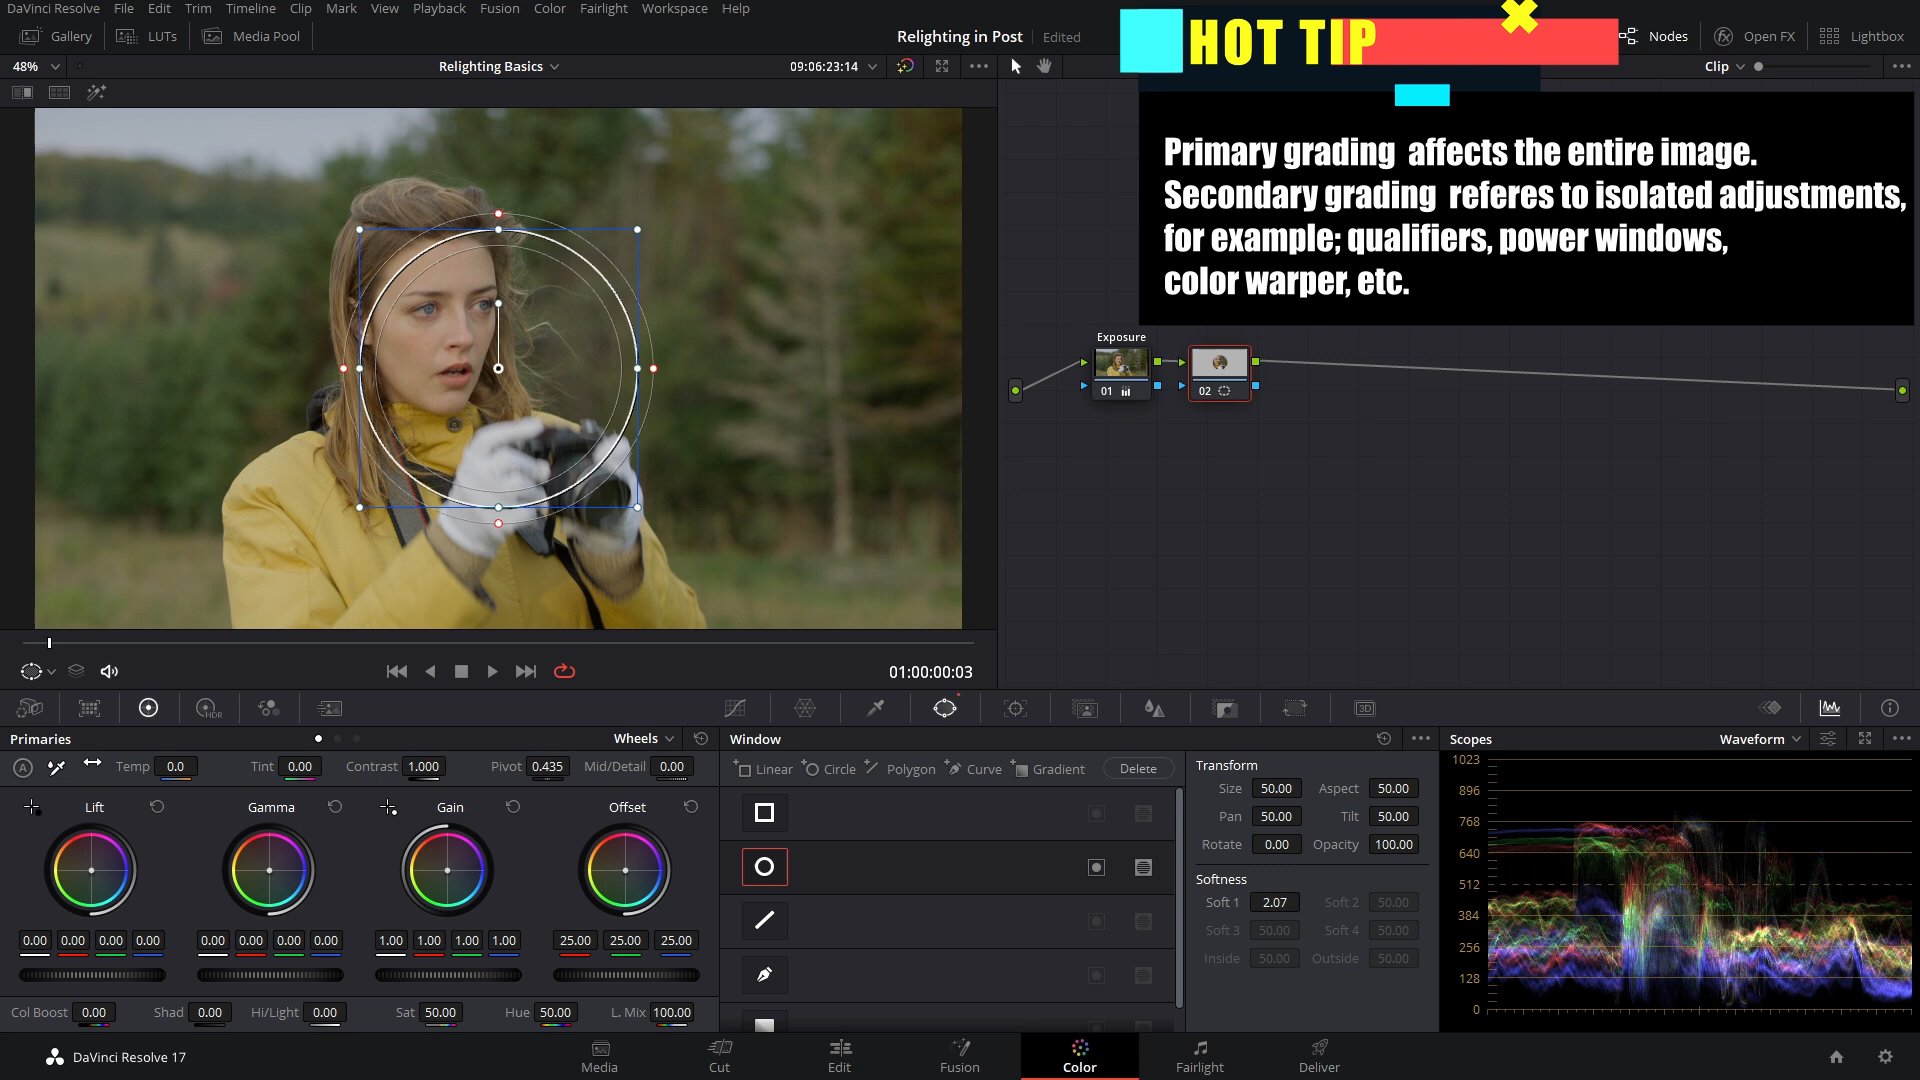 DaVinci Resolve File Edit Trim Timeline Clip Mark View Playback Fusion Color Fairlight Workspace Help
Gallery LUTs Media Pool
Relighting in Post Edited
HOT TIP
Nodes fx Open FX Lightbox
48% Relighting Basics 09:06:23:14
Clip
Primary grading affects the entire image.
Secondary grading referes to isolated adjustments,
for example; qualifiers, power windows,
color warper, etc.
Exposure
01 02
01:00:00:03
HDR 3D
Primaries Wheels
A Temp 0.0 Tint 0.00 Contrast 1.000 Pivot 0.435 Mid/Detail 0.00
Lift Gamma Gain Offset
0.00 0.00 0.00 0.00 0.00 0.00 0.00 0.00 1.00 1.00 1.00 1.00 25.00 25.00 25.00
Col Boost 0.00 Shad 0.00 Hi/Light 0.00 Sat 50.00 Hue 50.00 L. Mix 100.00
Window
Linear Circle Polygon Curve Gradient Delete
Transform
Size 50.00 Aspect 50.00
Pan 50.00 Tilt 50.00
Rotate 0.00 Opacity 100.00
Softness
Soft 1 2.07 Soft 2 50.00
Soft 3 50.00 Soft 4 50.00
Inside 50.00 Outside 50.00
Scopes Waveform
1023
896
768
640
512
384
256
128
0
DaVinci Resolve 17
Media Cut Edit Fusion Color Fairlight Deliver